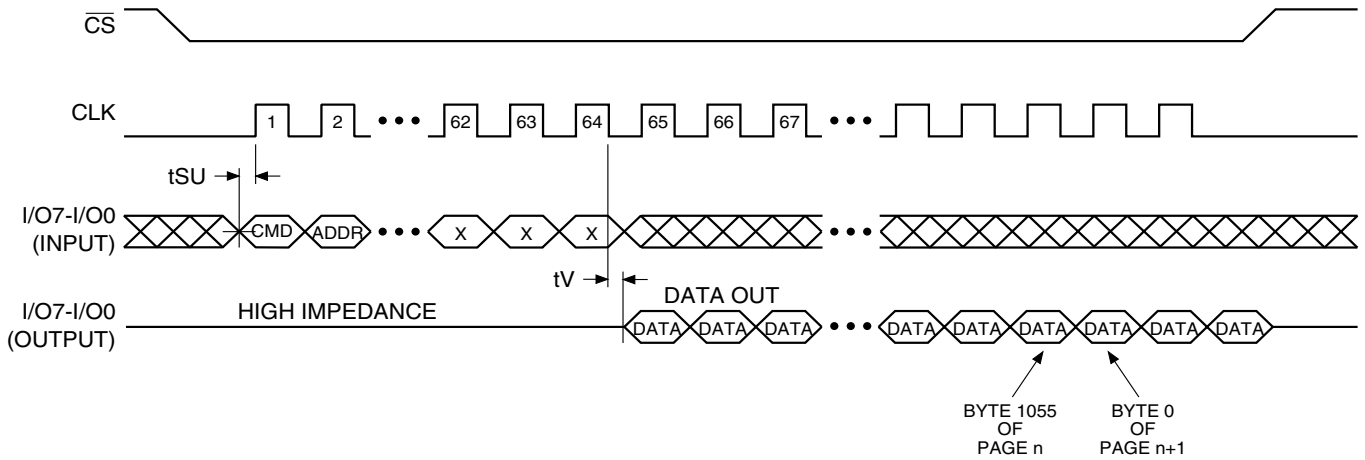 CS
CLK
1 2 ••• 62 63 64 65 66 67 •••
tSU
I/O7-I/O0
(INPUT)
CMD ADDR ••• X X X •••
tV
I/O7-I/O0
(OUTPUT)
HIGH IMPEDANCE
DATA OUT
DATA DATA DATA ••• DATA DATA DATA DATA DATA DATA
BYTE 1055
OF
PAGE n
BYTE 0
OF
PAGE n+1